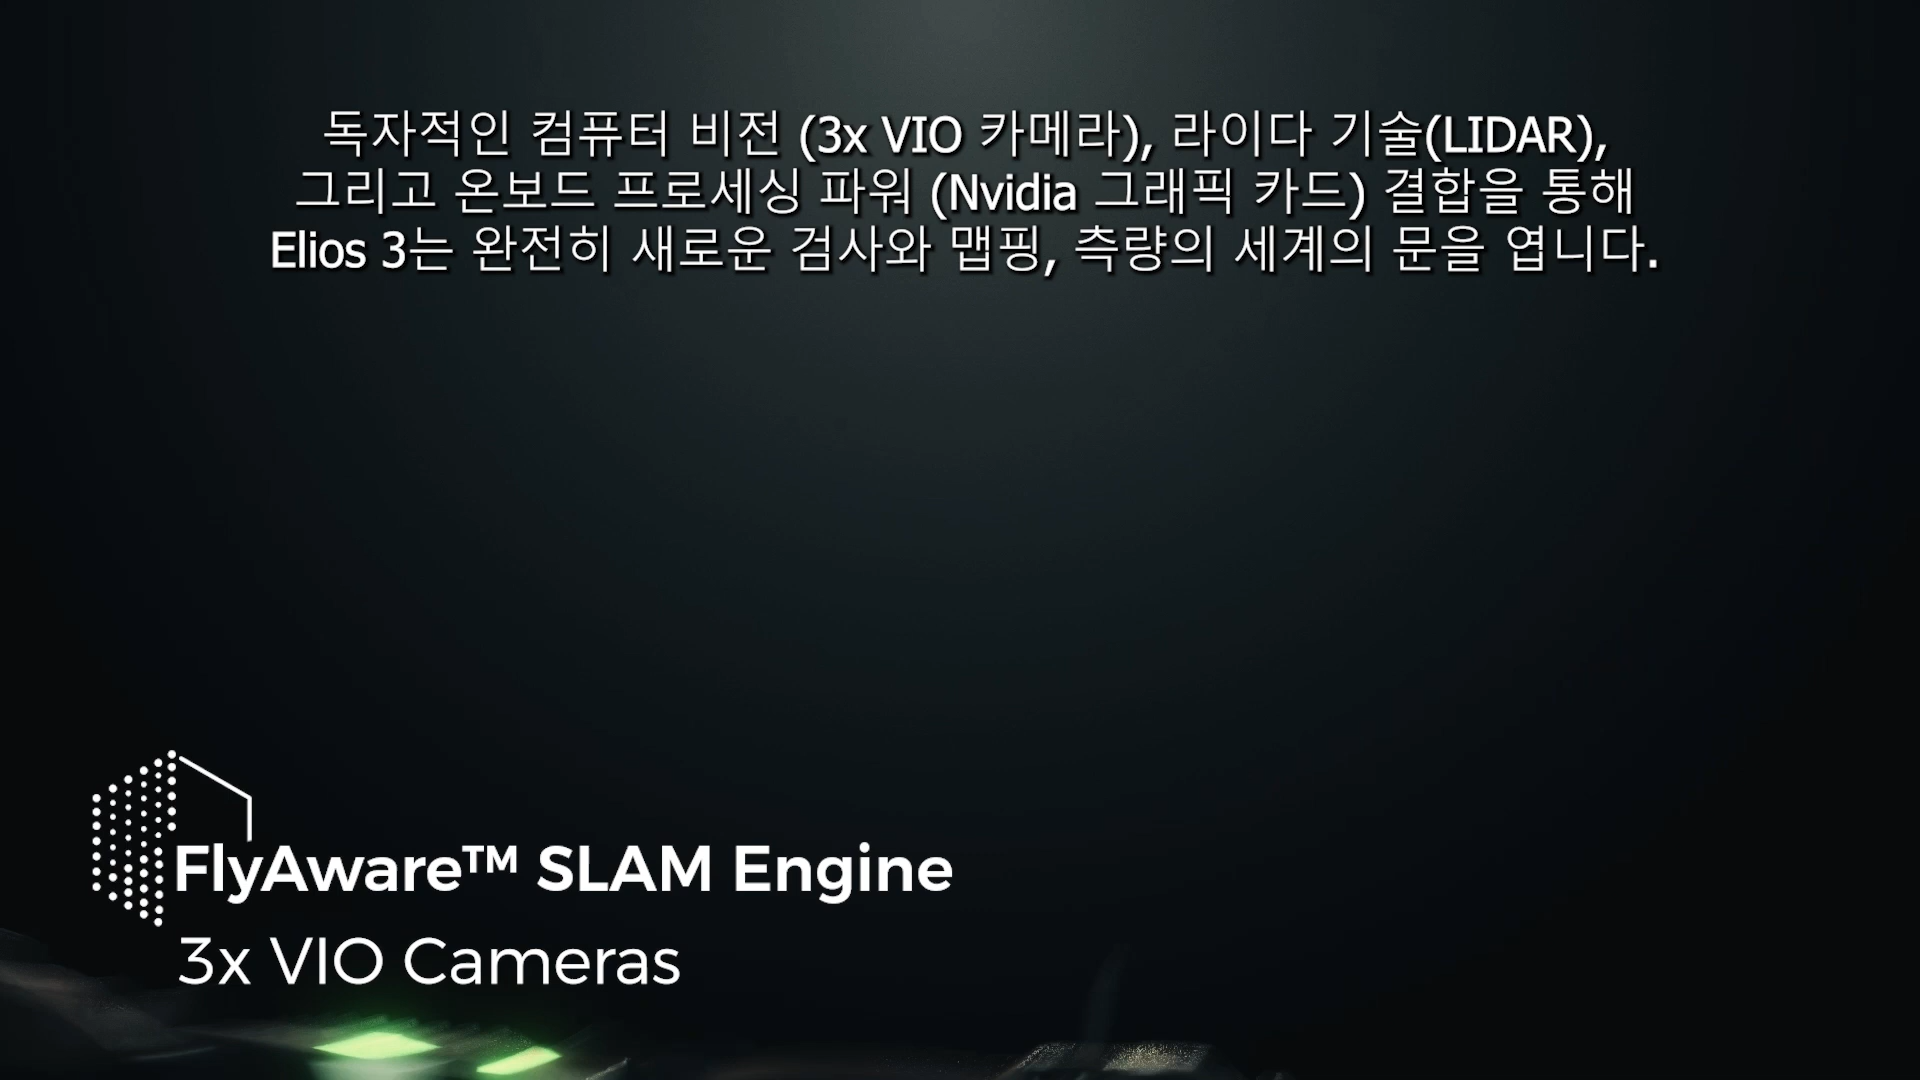 독자적인 컴퓨터 비전 (3x VIO 카메라), 라이다 기술(LIDAR),
그리고 온보드 프로세싱 파워 (Nvidia 그래픽 카드) 결합을 통해
Elios 3는 완전히 새로운 검사와 맵핑, 측량의 세계의 문을 엽니다.
FlyAware™ SLAM Engine
3x VIO Cameras